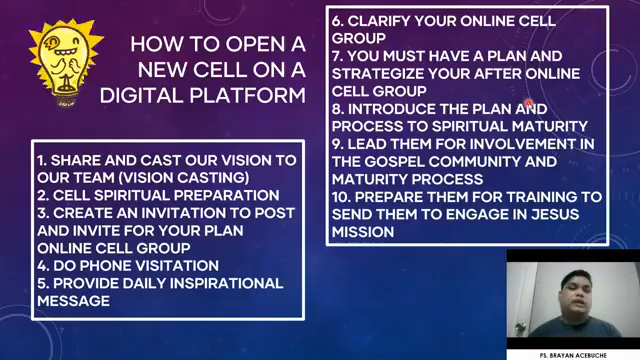 HOW TO OPEN A
NEW CELL ON A
DIGITAL PLATFORM
1. SHARE AND CAST OUR VISION TO
OUR TEAM (VISION CASTING)
2. CELL SPIRITUAL PREPARATION
3. CREATE AN INVITATION TO POST
AND INVITE FOR YOUR PLAN
ONLINE CELL GROUP
4. DO PHONE VISITATION
5. PROVIDE DAILY INSPIRATIONAL
MESSAGE
6. CLARIFY YOUR ONLINE CELL
GROUP
7. YOU MUST HAVE A PLAN AND
STRATEGIZE YOUR AFTER ONLINE
CELL GROUP
8. INTRODUCE THE PLAN AND
PROCESS TO SPIRITUAL MATURITY
9. LEAD THEM FOR INVOLVEMENT IN
THE GOSPEL COMMUNITY AND
MATURITY PROCESS
10. PREPARE THEM FOR TRAINING TO
SEND THEM TO ENGAGE IN JESUS
MISSION
PS. BRAYAN ACEBUCHE